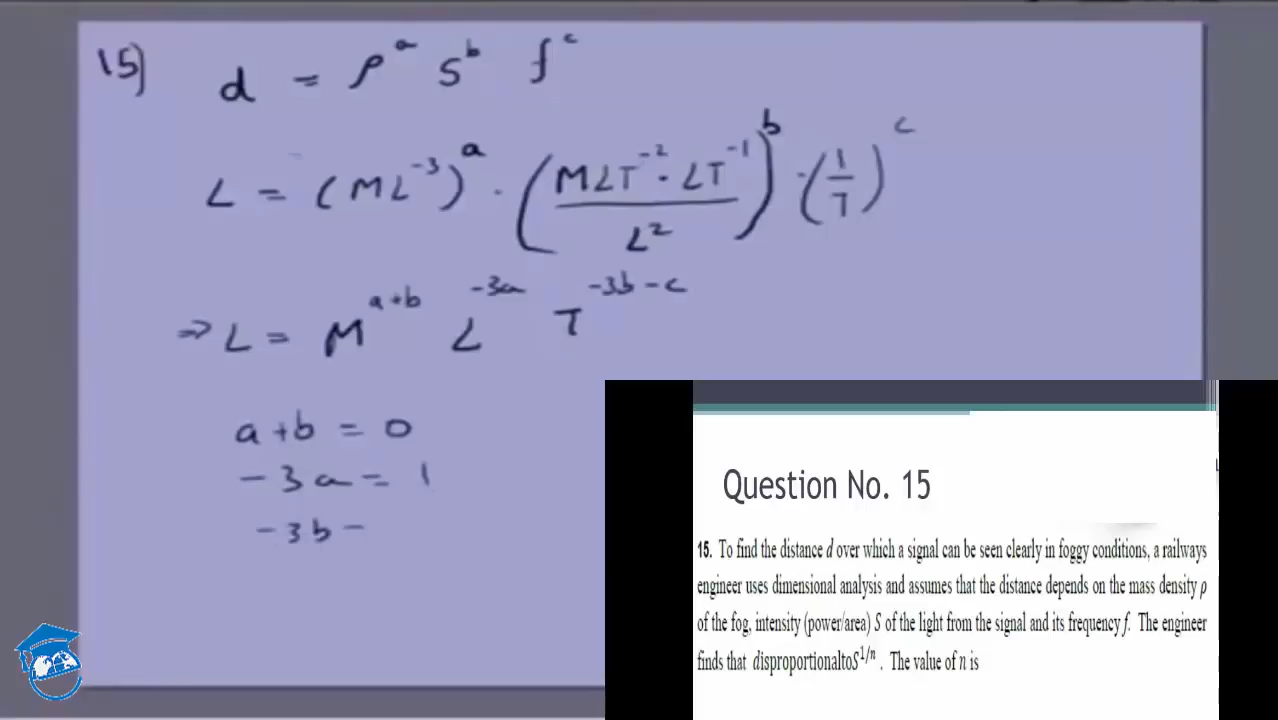 15) d = ρ^a S^b f^c
L = (ML^-3)^a · (MLT^-2 · LT^-1 / L^2)^b · (1/T)^c
⇒ L = M^a+b L^-3a T^-3b-c
a+b = 0
-3a = 1
-3b -
Question No. 15
15. To find the distance d over which a signal can be seen clearly in foggy conditions, a railways
engineer uses dimensional analysis and assumes that the distance depends on the mass density ρ
of the fog, intensity (power/area) S of the light from the signal and its frequency f. The engineer
finds that disproportionaltoS^1/n . The value of n is